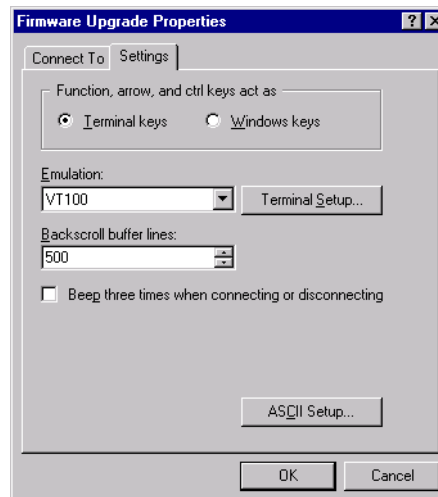 Firmware Upgrade Properties
Connect To Settings
Function, arrow, and ctrl keys act as
Terminal keys Windows keys
Emulation:
VT100 Terminal Setup...
Backscroll buffer lines:
500
Beep three times when connecting or disconnecting
ASCII Setup...
OK Cancel